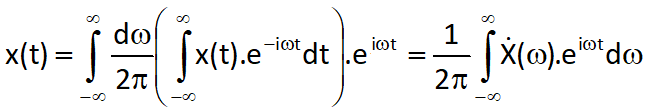 x(t) = ∫_{−∞}^{∞} dω/2π ( ∫_{−∞}^{∞} x(t).e^{−iωt} dt ).e^{iωt} = 1/2π ∫_{−∞}^{∞} Ẋ(ω).e^{iωt}dω